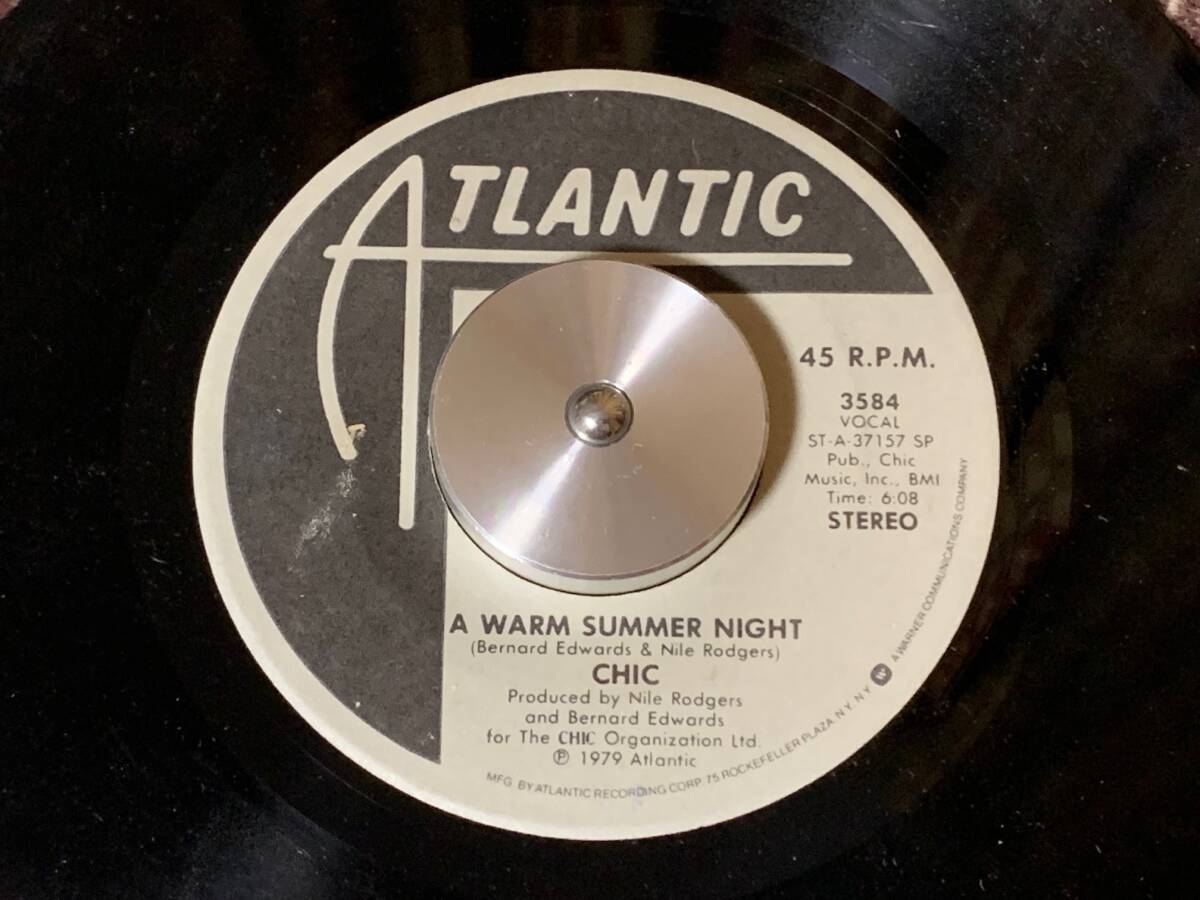 ATLANTIC
45 R.P.M.
3584
VOCAL
ST-A-37157 SP
Pub., Chic
Music, Inc., BMI
Time: 6:08
STEREO
A WARM SUMMER NIGHT
(Bernard Edwards & Nile Rodgers)
CHIC
Produced by Nile Rodgers
and Bernard Edwards
for The CHIC Organization Ltd.
℗ 1979 Atlantic
MFG. BY ATLANTIC RECORDING CORP. 75 ROCKEFELLER PLAZA, N.Y. N.Y. W A WARNER COMMUNICATIONS COMPANY